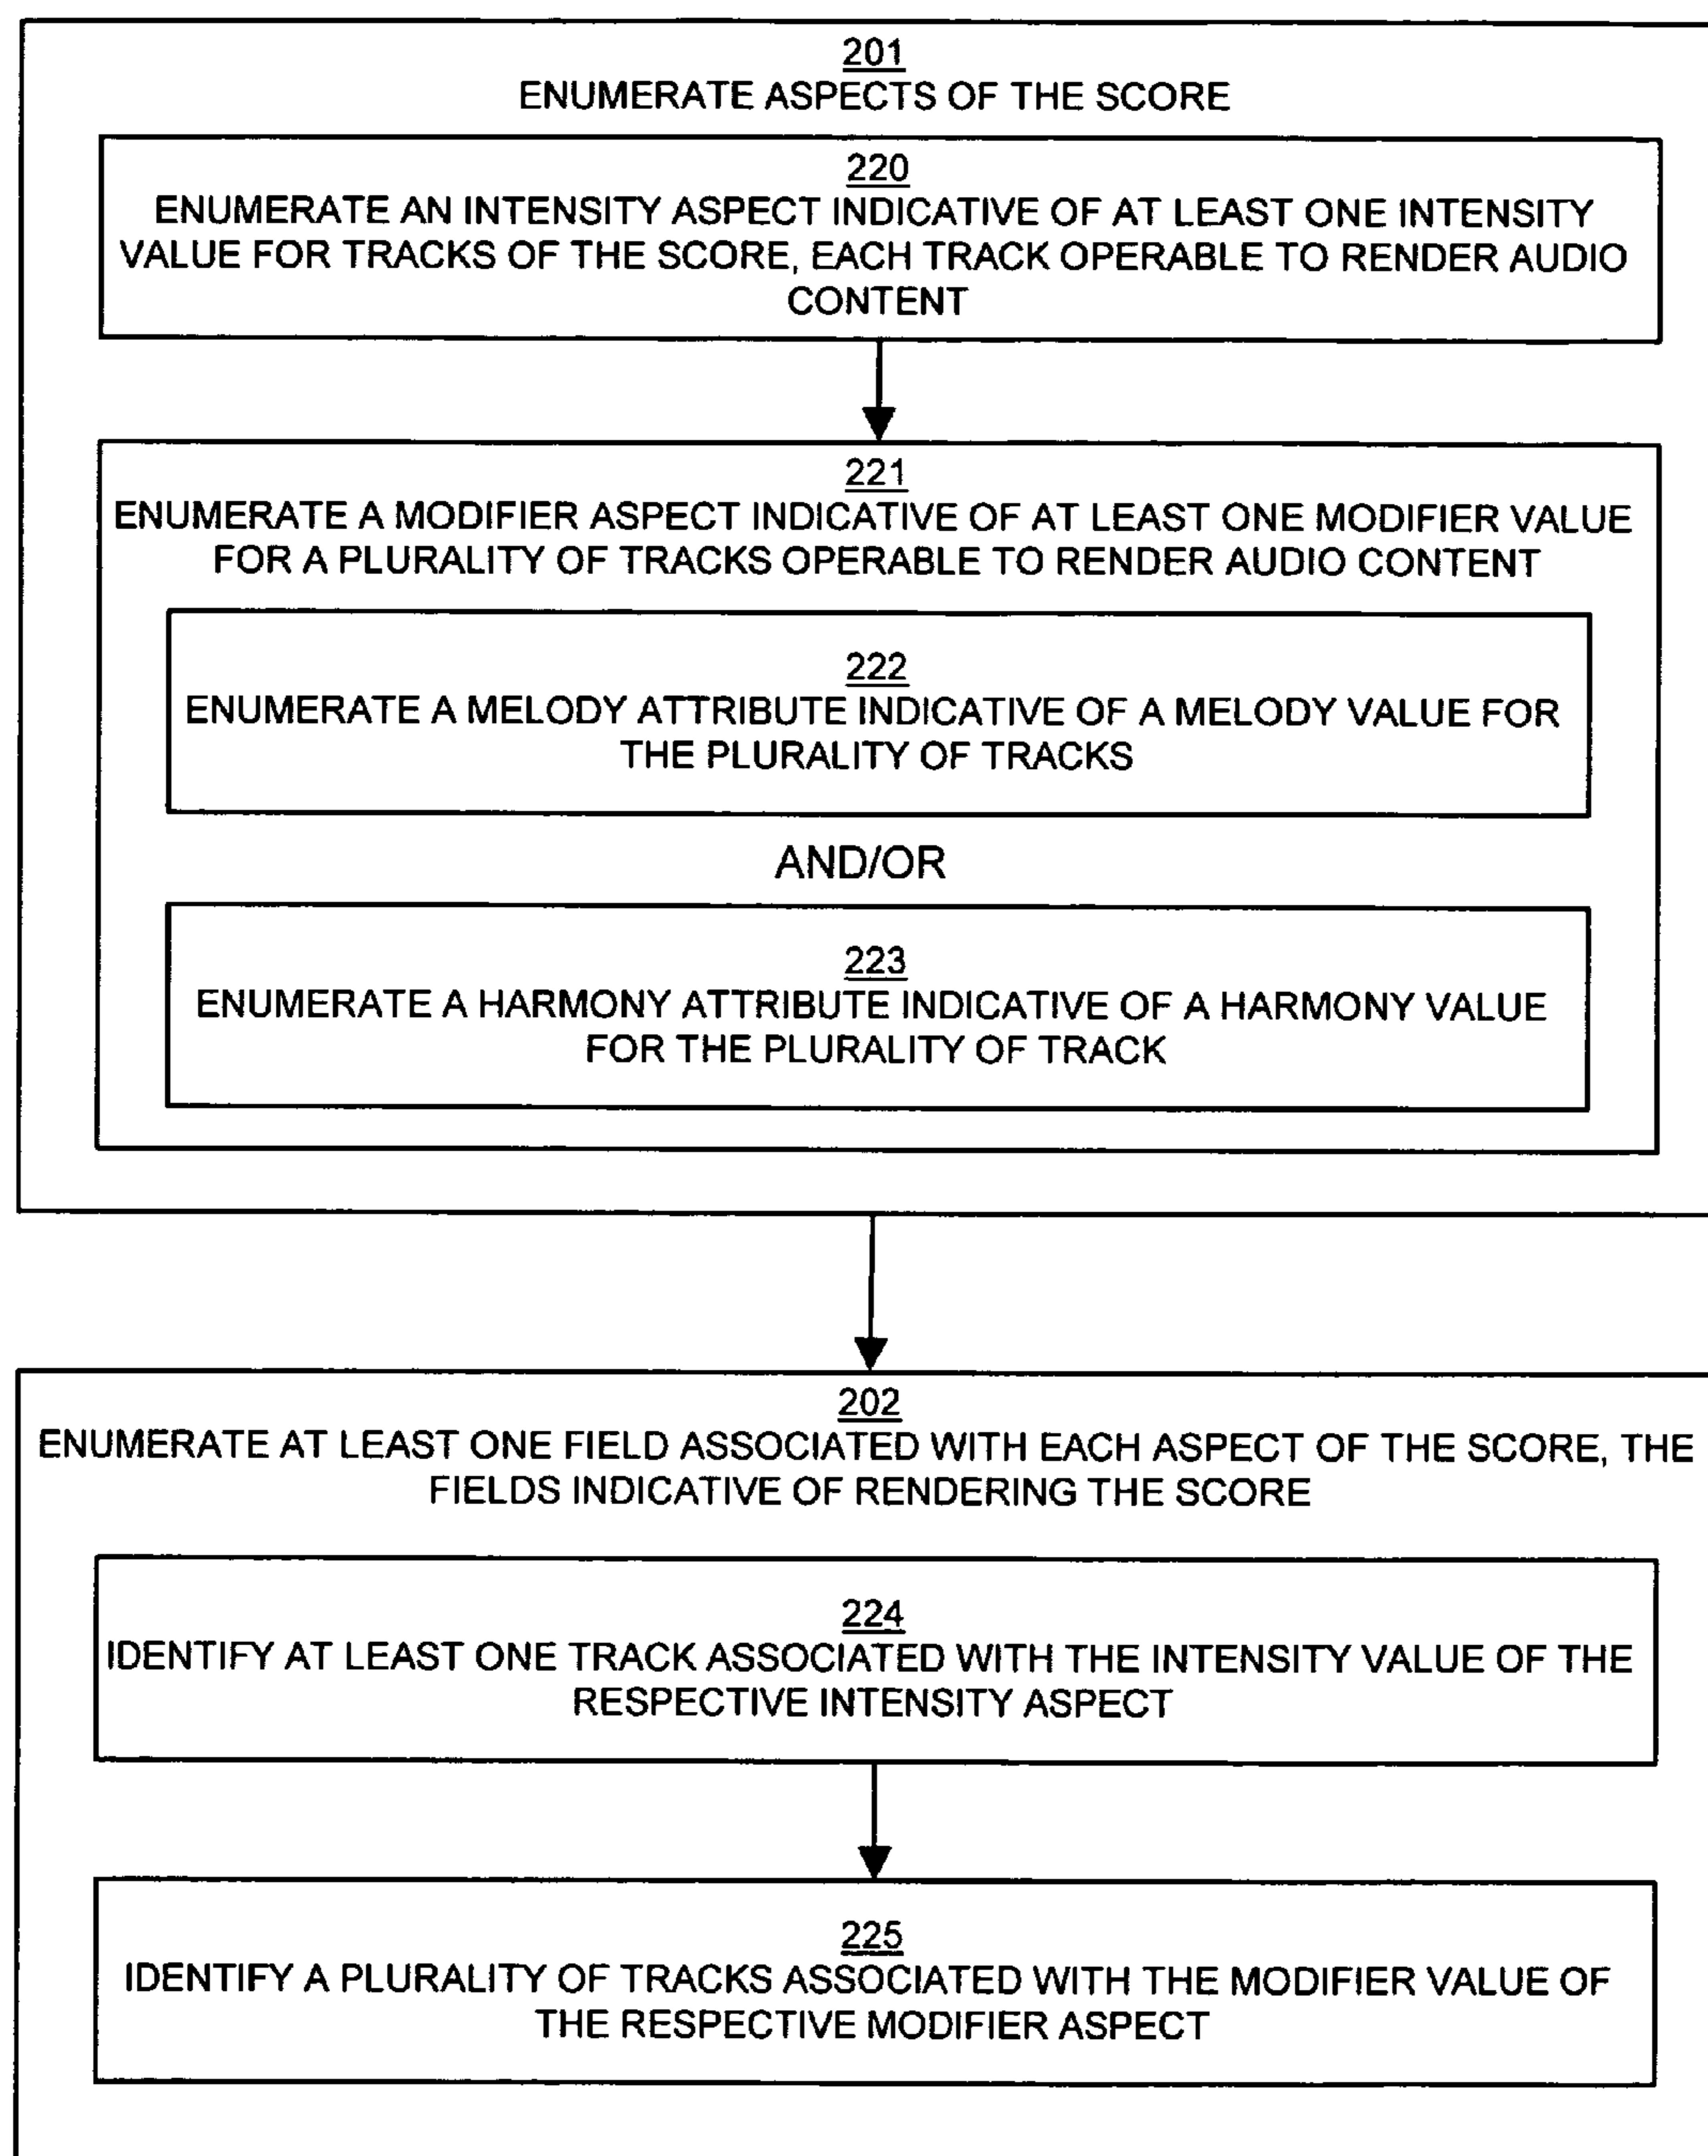 201
ENUMERATE ASPECTS OF THE SCORE
220
ENUMERATE AN INTENSITY ASPECT INDICATIVE OF AT LEAST ONE INTENSITY
VALUE FOR TRACKS OF THE SCORE, EACH TRACK OPERABLE TO RENDER AUDIO
CONTENT
221
ENUMERATE A MODIFIER ASPECT INDICATIVE OF AT LEAST ONE MODIFIER VALUE
FOR A PLURALITY OF TRACKS OPERABLE TO RENDER AUDIO CONTENT
222
ENUMERATE A MELODY ATTRIBUTE INDICATIVE OF A MELODY VALUE FOR
THE PLURALITY OF TRACKS
AND/OR
223
ENUMERATE A HARMONY ATTRIBUTE INDICATIVE OF A HARMONY VALUE
FOR THE PLURALITY OF TRACK
202
ENUMERATE AT LEAST ONE FIELD ASSOCIATED WITH EACH ASPECT OF THE SCORE, THE
FIELDS INDICATIVE OF RENDERING THE SCORE
224
IDENTIFY AT LEAST ONE TRACK ASSOCIATED WITH THE INTENSITY VALUE OF THE
RESPECTIVE INTENSITY ASPECT
225
IDENTIFY A PLURALITY OF TRACKS ASSOCIATED WITH THE MODIFIER VALUE OF
THE RESPECTIVE MODIFIER ASPECT